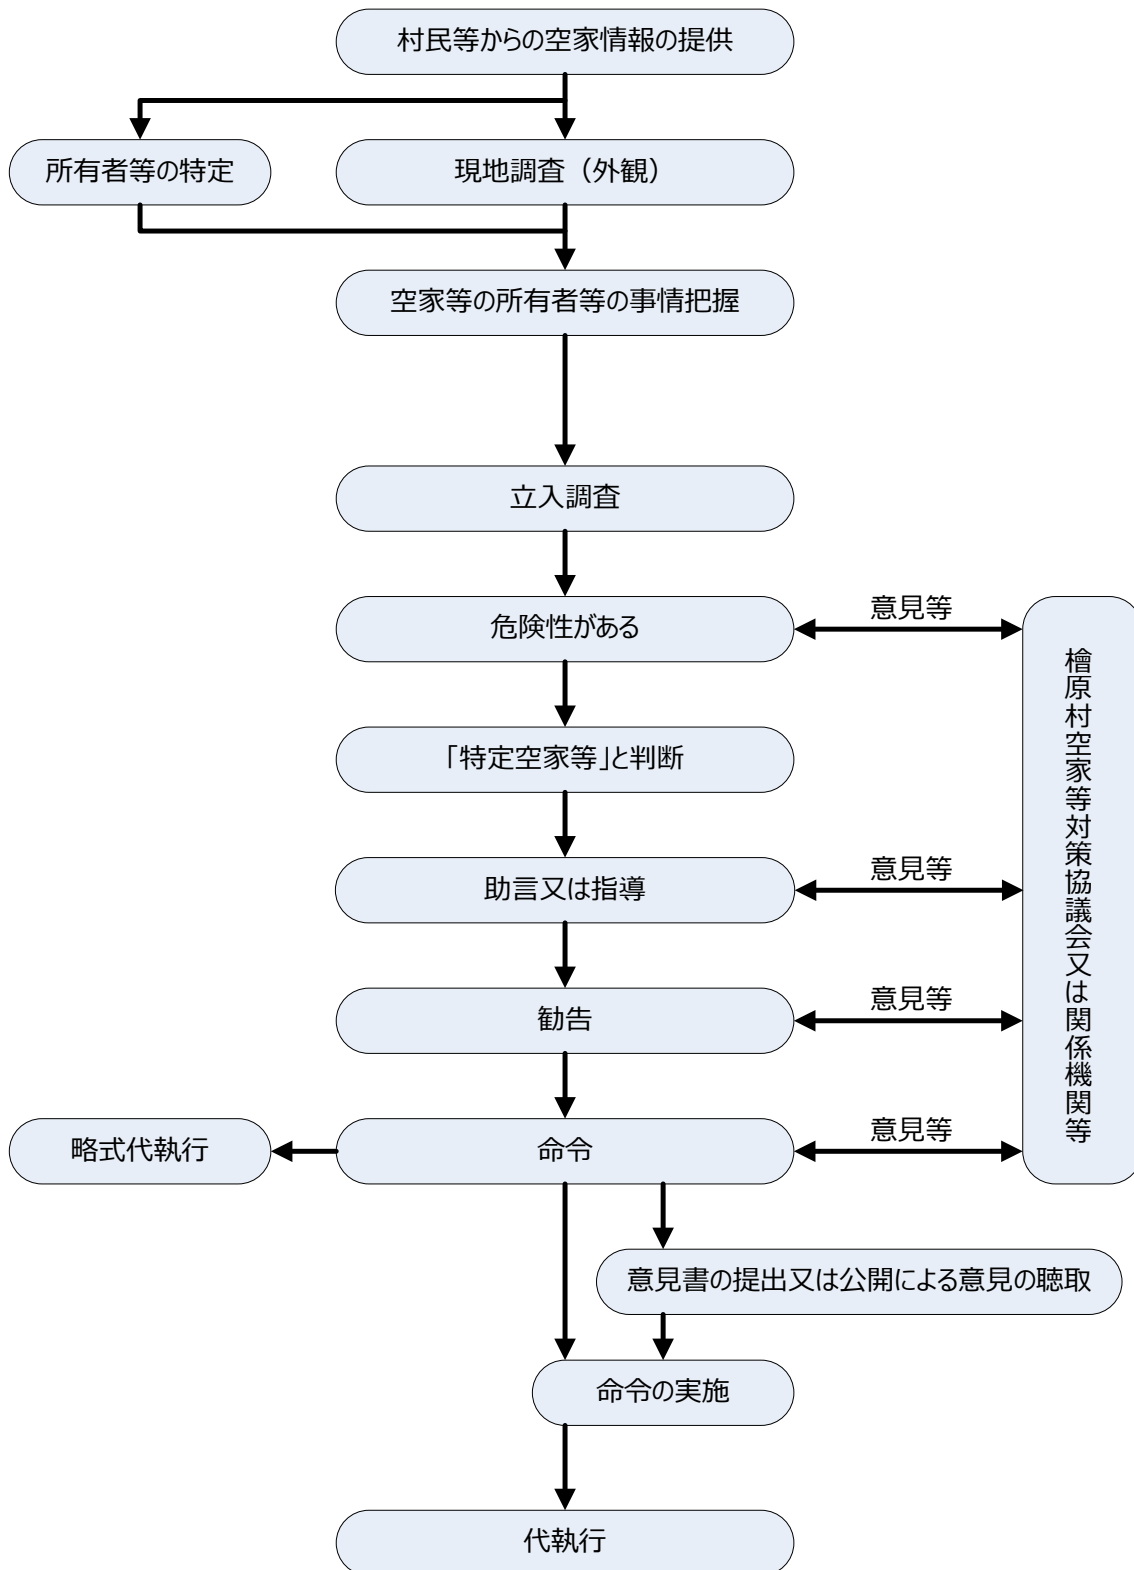 村民等からの空家情報の提供
所有者等の特定
現地調査（外観）
空家等の所有者等の事情把握
立入調査
危険性がある
意見等
檜原村空家等対策協議会又は関係機関等
「特定空家等」と判断
助言又は指導
意見等
勧告
意見等
略式代執行
命令
意見等
意見書の提出又は公開による意見の聴取
命令の実施
代執行